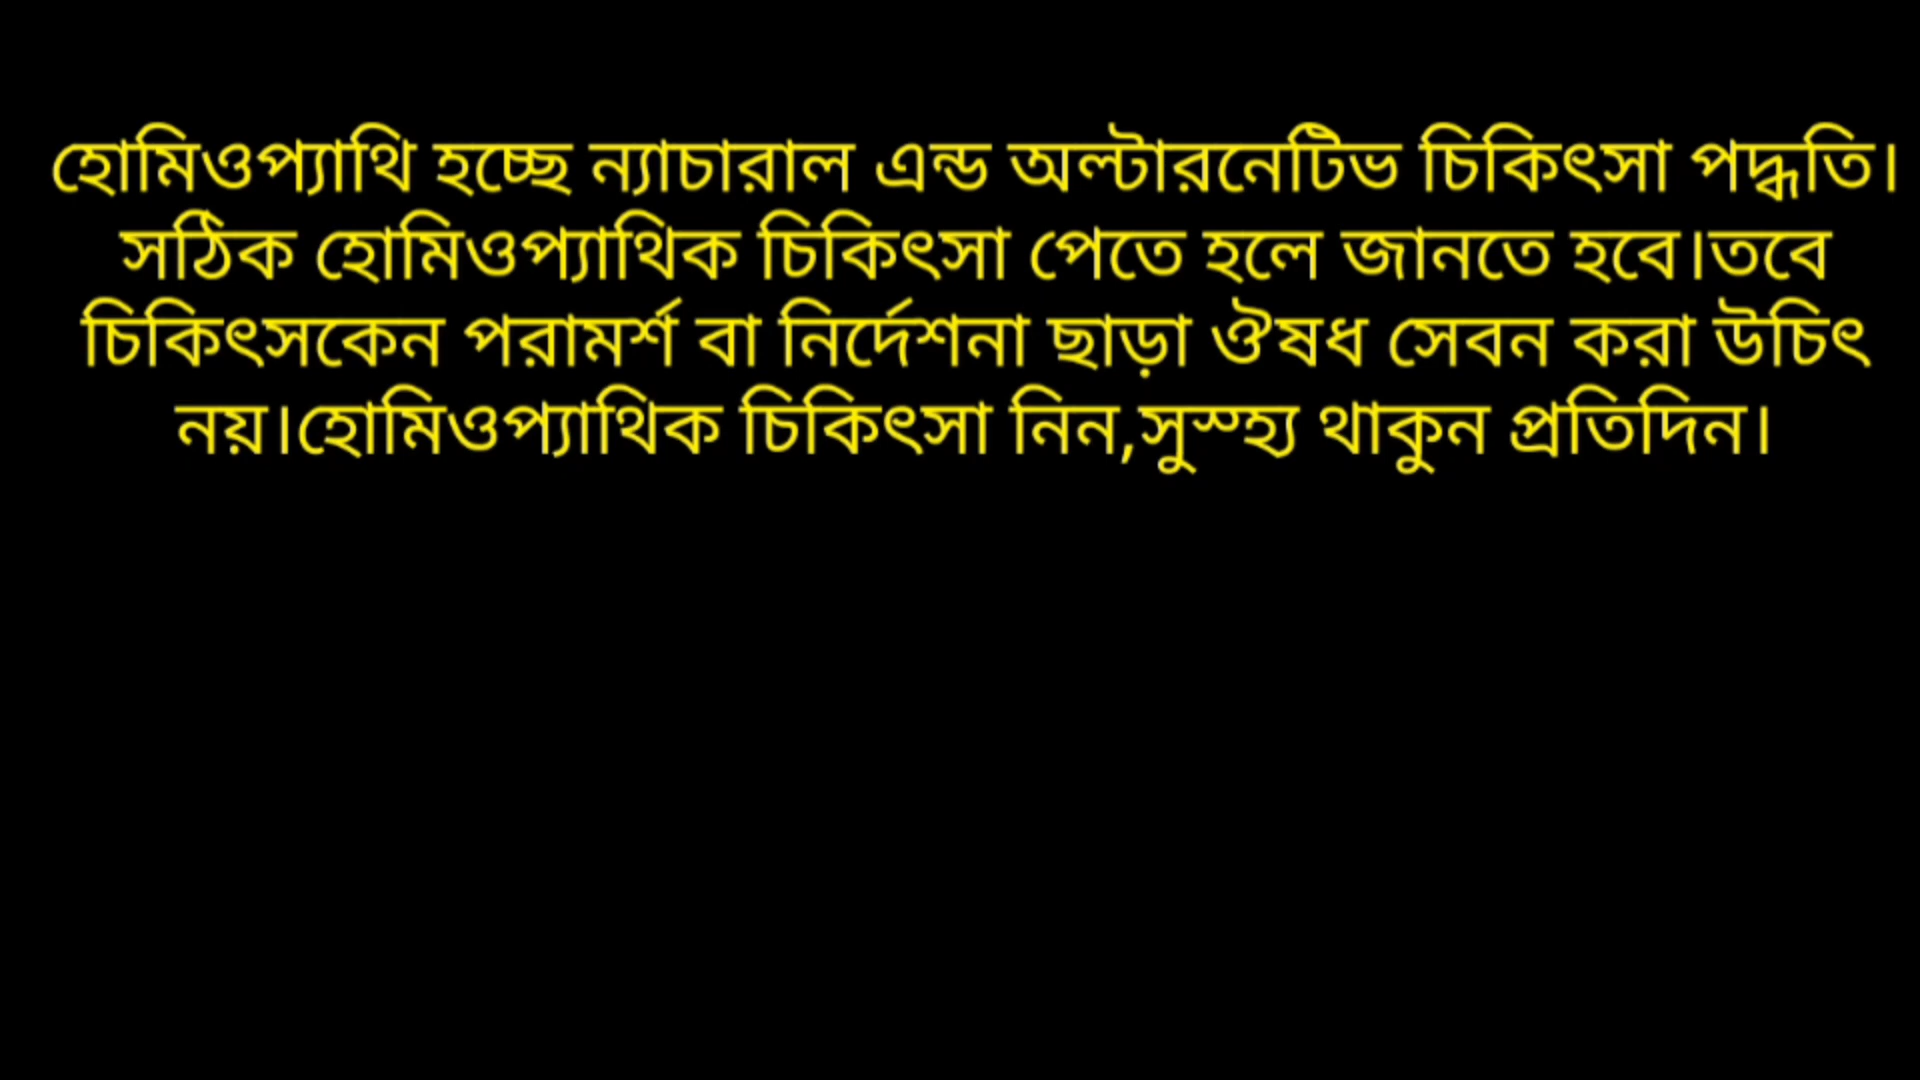 হোমিওপ্যাথি হচ্ছে ন্যাচারাল এন্ড অল্টারনেটিভ চিকিৎসা পদ্ধতি।
সঠিক হোমিওপ্যাথিক চিকিৎসা পেতে হলে জানতে হবে।তবে
চিকিৎসকেন পরামর্শ বা নির্দেশনা ছাড়া ঔষধ সেবন করা উচিৎ
নয়।হোমিওপ্যাথিক চিকিৎসা নিন,সুস্হ্য থাকুন প্রতিদিন।